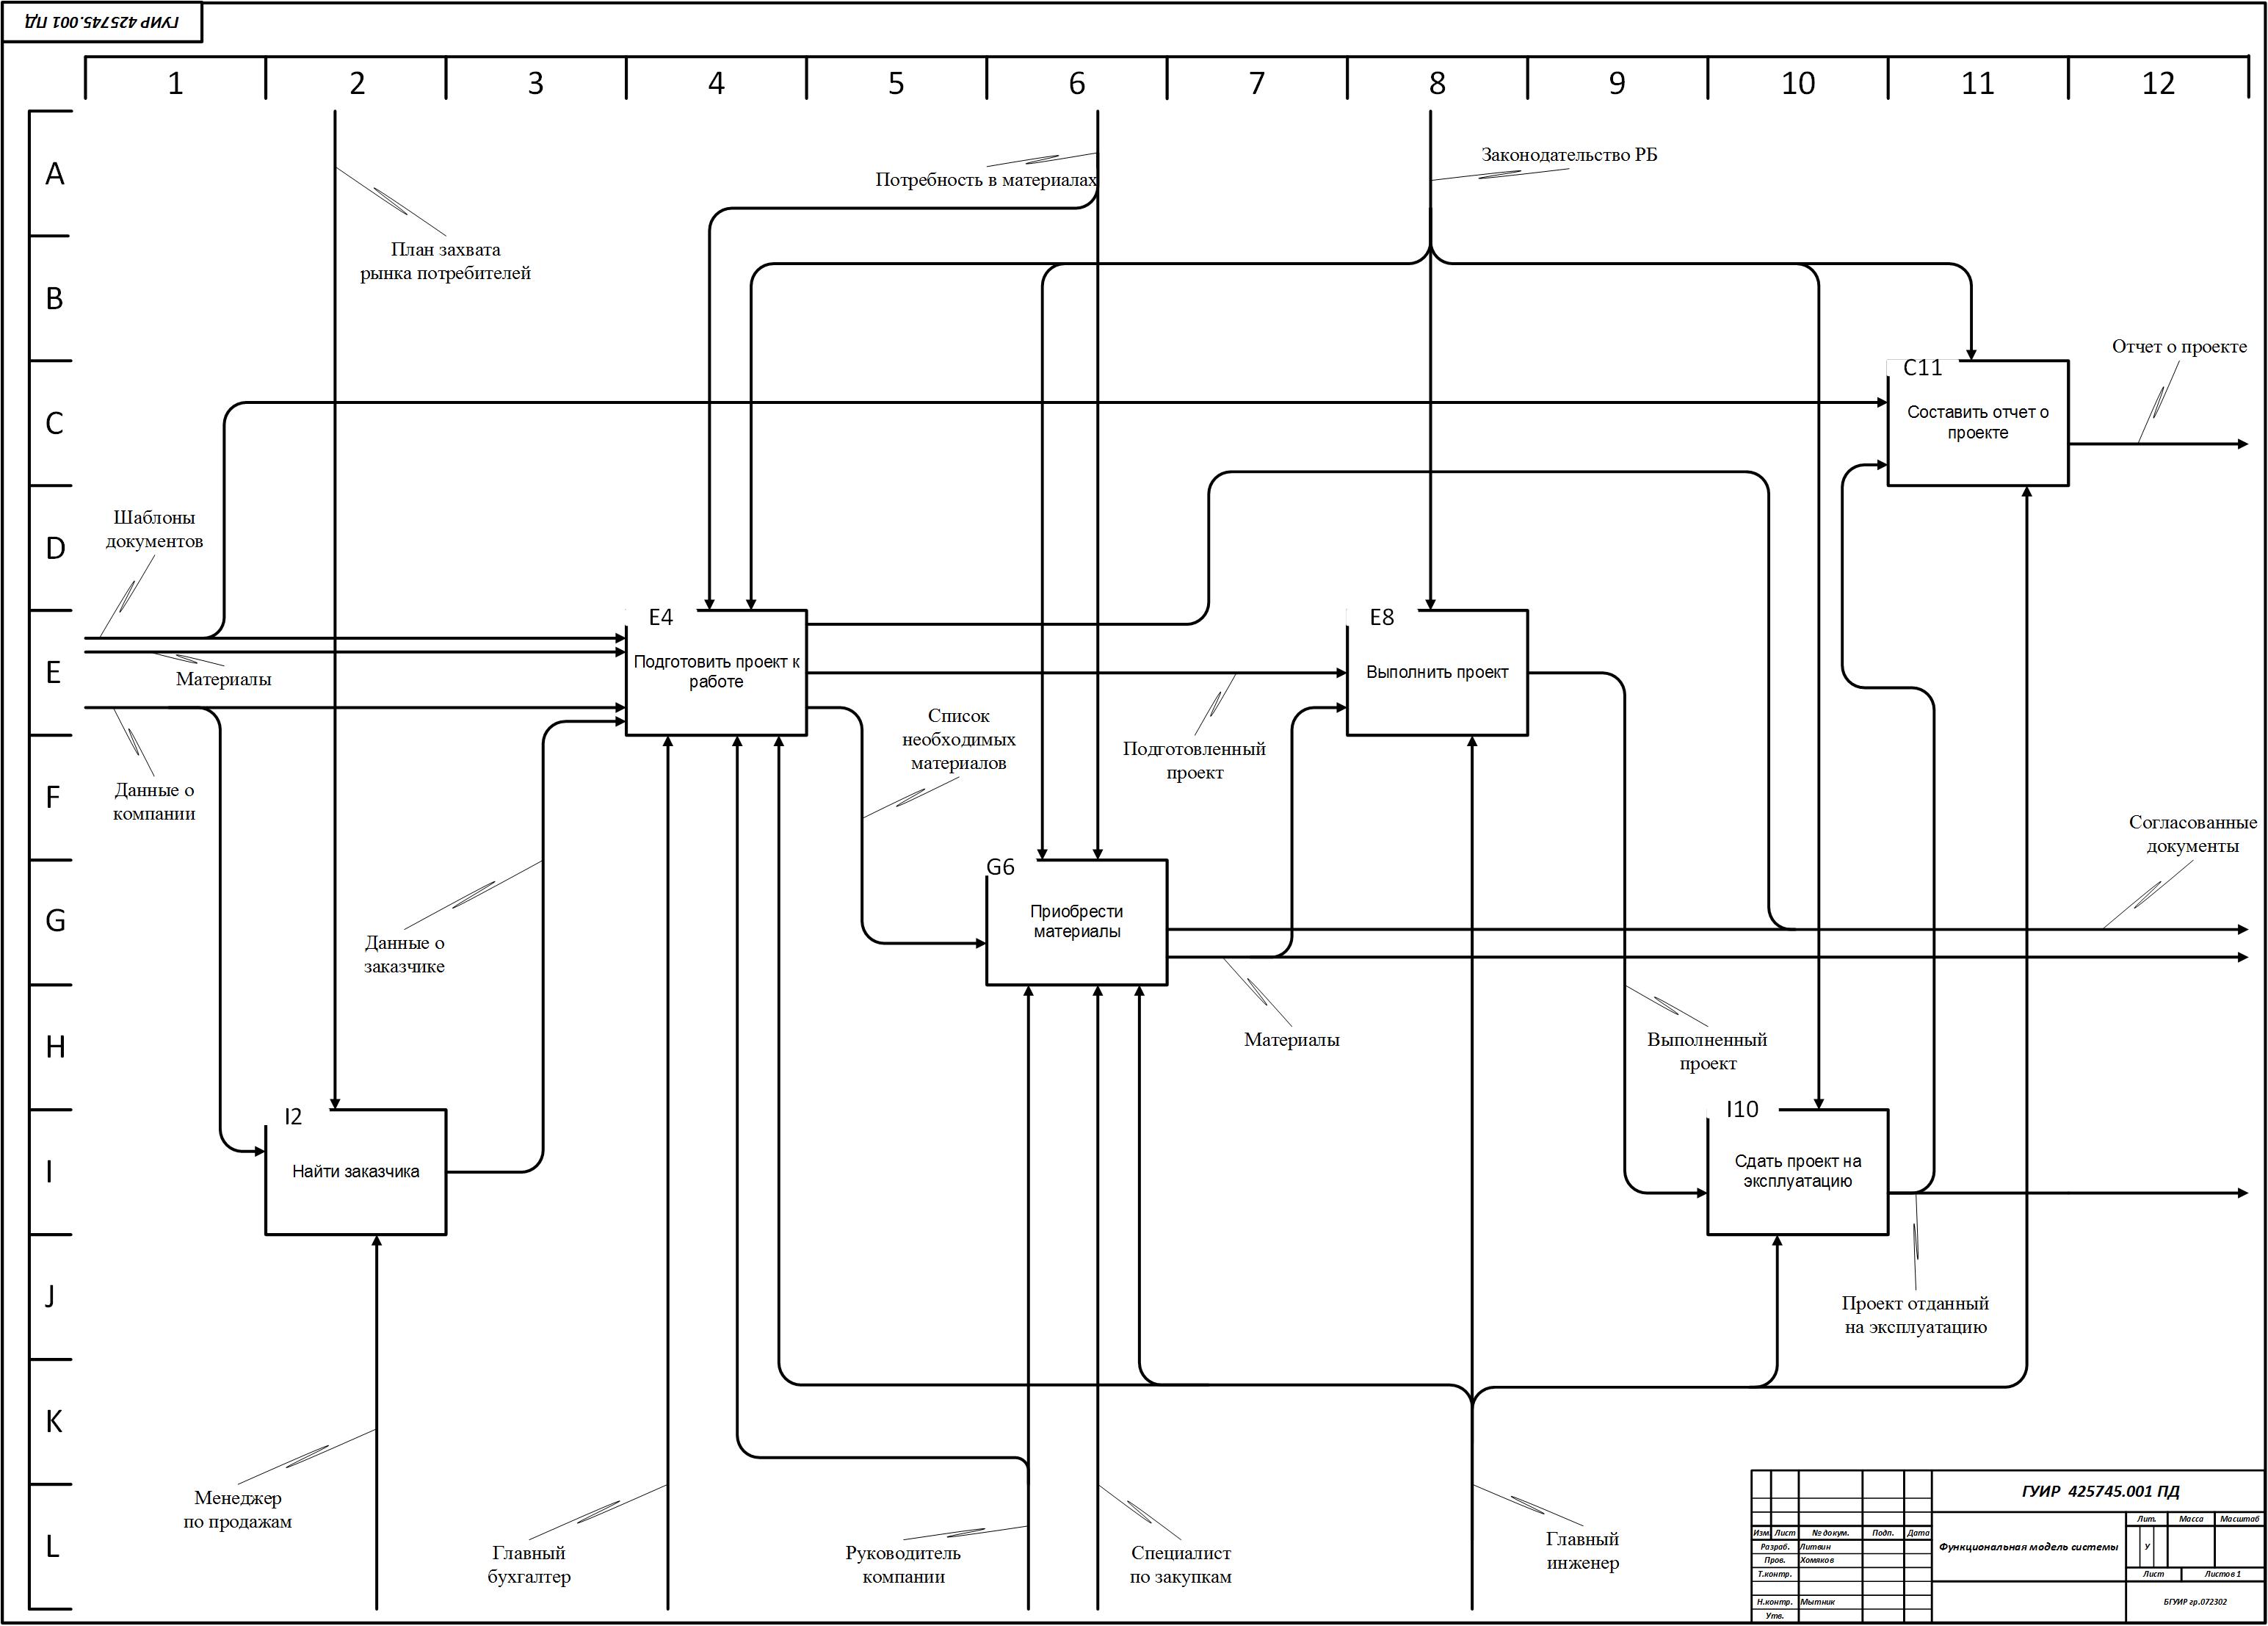 ГУИР 425745.001 ПД
1 2 3 4 5 6 7 8 9 10 11 12
A
B
C
D
E
F
G
H
I
J
K
L
Законодательство РБ
Потребность в материалах
План захвата
рынка потребителей
Отчет о проекте
C11
Составить отчет о
проекте
Шаблоны
документов
E4
Подготовить проект к
работе
E8
Выполнить проект
Материалы
Список
необходимых
материалов
Подготовленный
проект
Данные о
компании
Согласованные
документы
G6
Приобрести
материалы
Данные о
заказчике
Материалы
Выполненный
проект
I2
Найти заказчика
I10
Сдать проект на
эксплуатацию
Проект отданный
на эксплуатацию
Менеджер
по продажам
Главный
бухгалтер
Руководитель
компании
Специалист
по закупкам
Главный
инженер
ГУИР 425745.001 ПД
Лит. Масса Масштаб
Изм. Лист № докум. Подп. Дата
Разраб. Литвин
Функциональная модель системы
У
Пров. Хомяков
Т.контр.
Лист Листов 1
Н.контр. Мытник
БГУИР гр.072302
Утв.